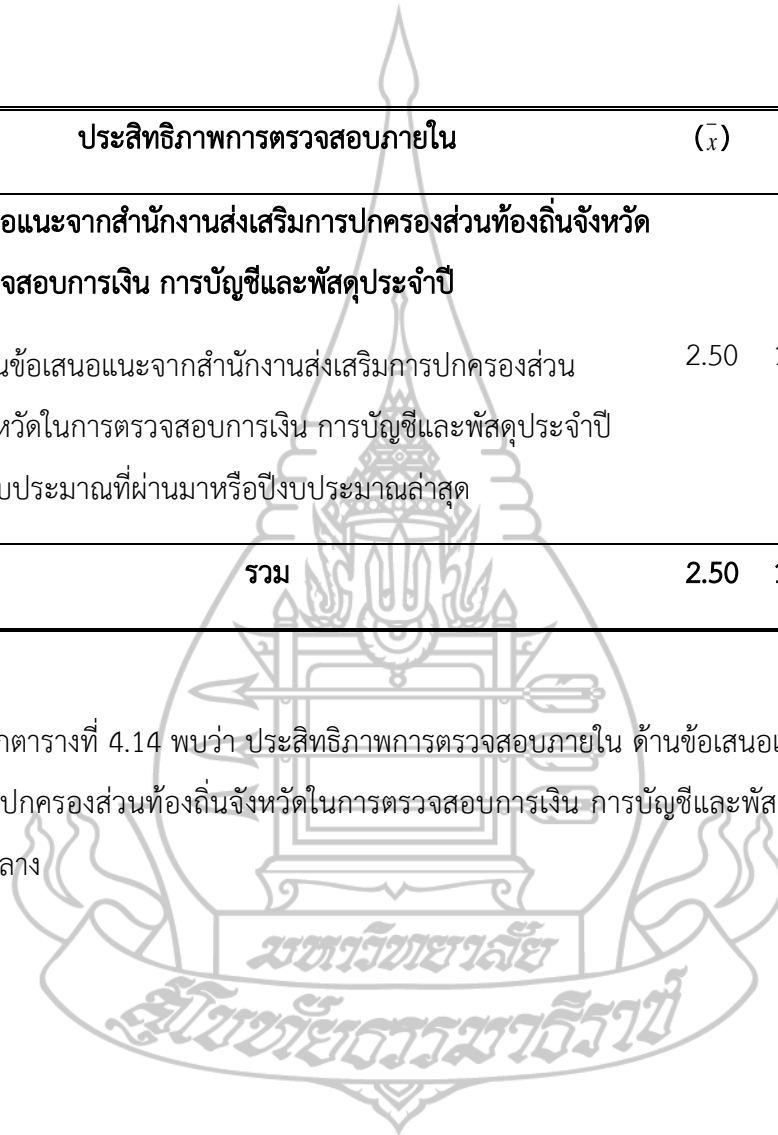 ประสิทธิภาพการตรวจสอบภายใน (x̄)
อแนะจากสำนักงานส่งเสริมการปกครองส่วนท้องถิ่นจังหวัด
จสอบการเงิน การบัญชีและพัสดุประจำปี
นข้อเสนอแนะจากสำนักงานส่งเสริมการปกครองส่วน 2.50
หวัดในการตรวจสอบการเงิน การบัญชีและพัสดุประจำปี
บประมาณที่ผ่านมาหรือปีงบประมาณล่าสุด
รวม 2.50
กตารางที่ 4.14 พบว่า ประสิทธิภาพการตรวจสอบภายใน ด้านข้อเสนอแ
ปกครองส่วนท้องถิ่นจังหวัดในการตรวจสอบการเงิน การบัญชีและพัส
ลาง
มหาวิทยาลัย
สุโขทัยธรรมาธิราช